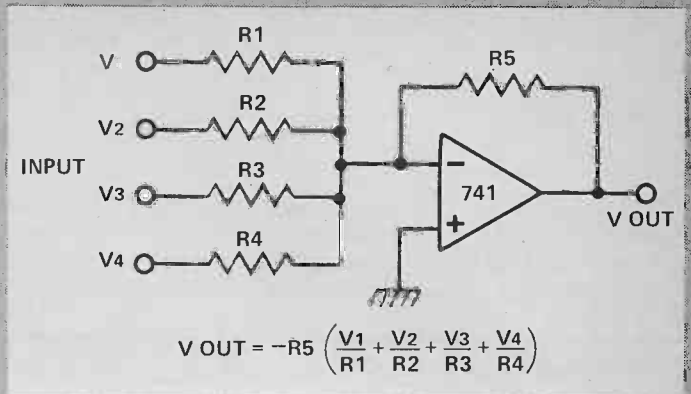 R1
V
R5
R2
V2
INPUT
R3
V3
−
741
+
V OUT
R4
V4
V OUT = −R5 (V1/R1 + V2/R2 + V3/R3 + V4/R4)